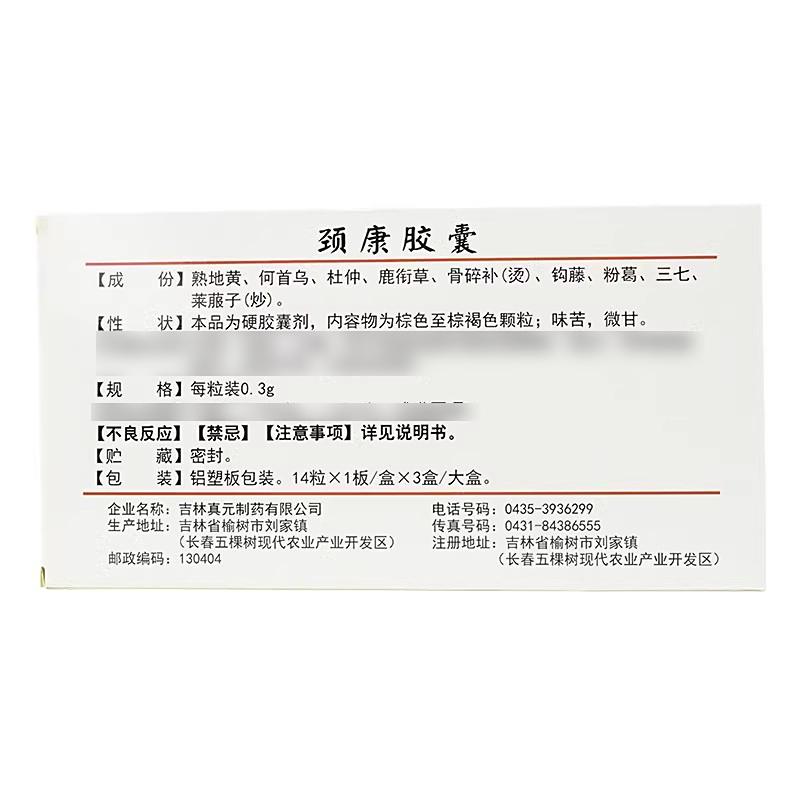 颈康胶囊
【成 份】熟地黄、何首乌、杜仲、鹿衔草、骨碎补(烫)、钩藤、粉葛、三七、
莱菔子(炒)。
【性 状】本品为硬胶囊剂，内容物为棕色至棕褐色颗粒；味苦，微甘。
【规 格】每粒装0.3g
【不良反应】【禁忌】【注意事项】详见说明书。
【贮 藏】密封。
【包 装】铝塑板包装。14粒×1板/盒×3盒/大盒。
企业名称：吉林真元制药有限公司
生产地址：吉林省榆树市刘家镇
（长春五棵树现代农业产业开发区）
邮政编码：130404
电话号码：0435-3936299
传真号码：0431-84386555
注册地址：吉林省榆树市刘家镇
（长春五棵树现代农业产业开发区）